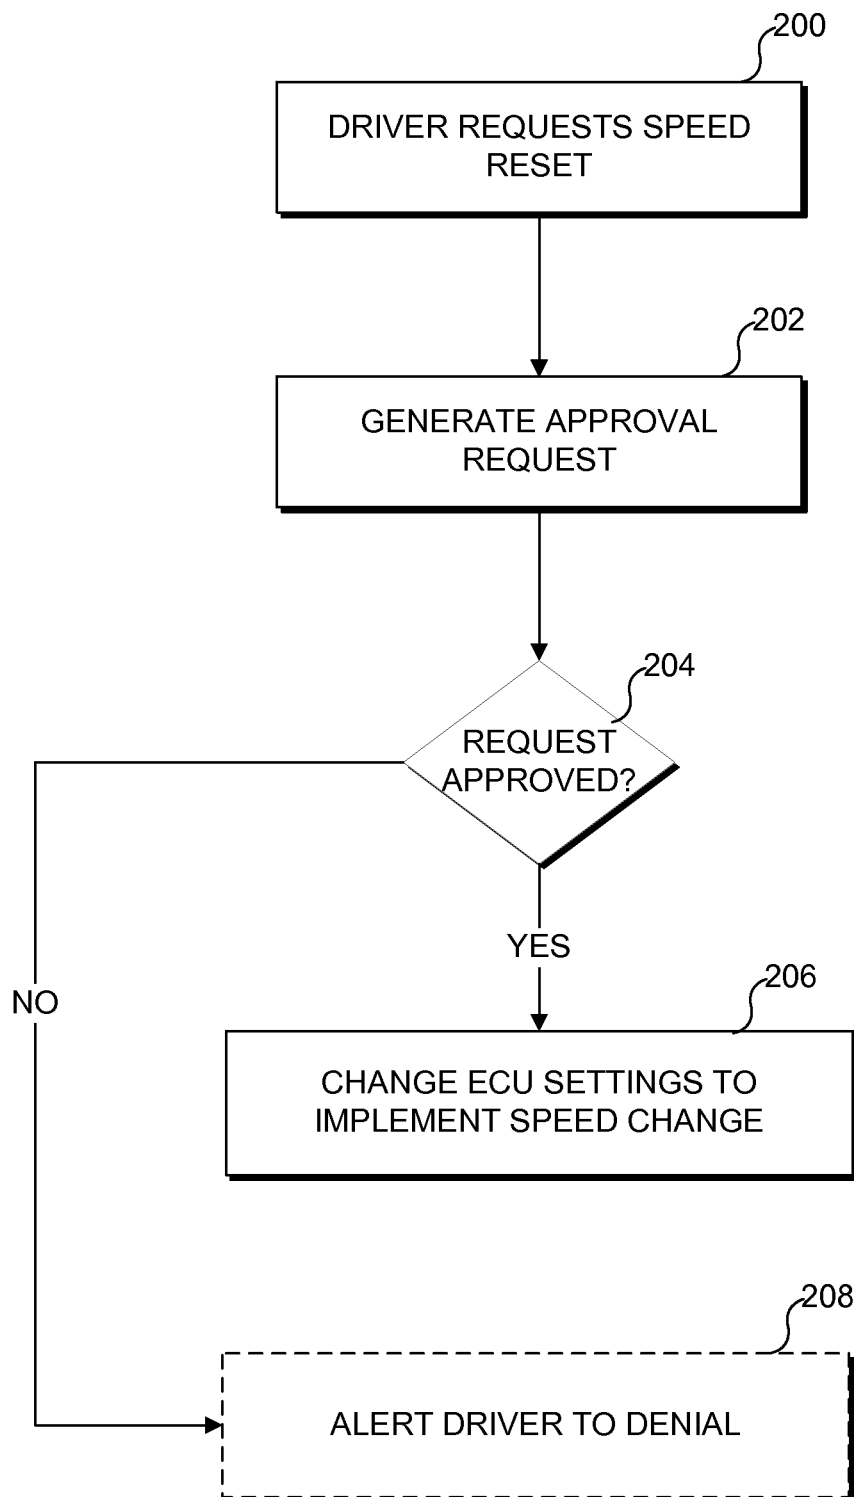 200
DRIVER REQUESTS SPEED
RESET
202
GENERATE APPROVAL
REQUEST
204
REQUEST
APPROVED?
YES
NO
206
CHANGE ECU SETTINGS TO
IMPLEMENT SPEED CHANGE
208
ALERT DRIVER TO DENIAL